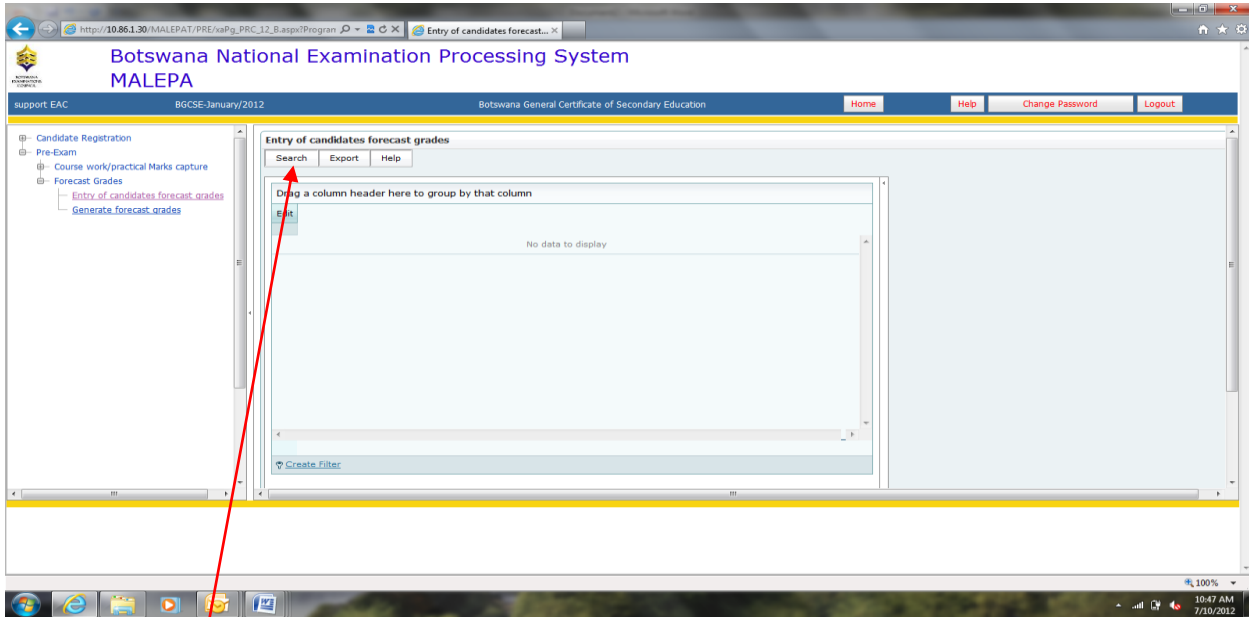 http://10.86.1.30/MALEPAT/PRE/xaPg_PRC_12_B.aspx?Progran
Entry of candidates forecast...
Botswana National Examination Processing System
MALEPA
support EAC BGCSE-January/2012 Botswana General Certificate of Secondary Education Home Help Change Password Logout
Candidate Registration
Pre-Exam
Course work/practical Marks capture
Forecast Grades
Entry of candidates forecast grades
Generate forecast grades
Entry of candidates forecast grades
Search Export Help
Drag a column header here to group by that column
Edit
No data to display
Create Filter
100%
10:47 AM
7/10/2012